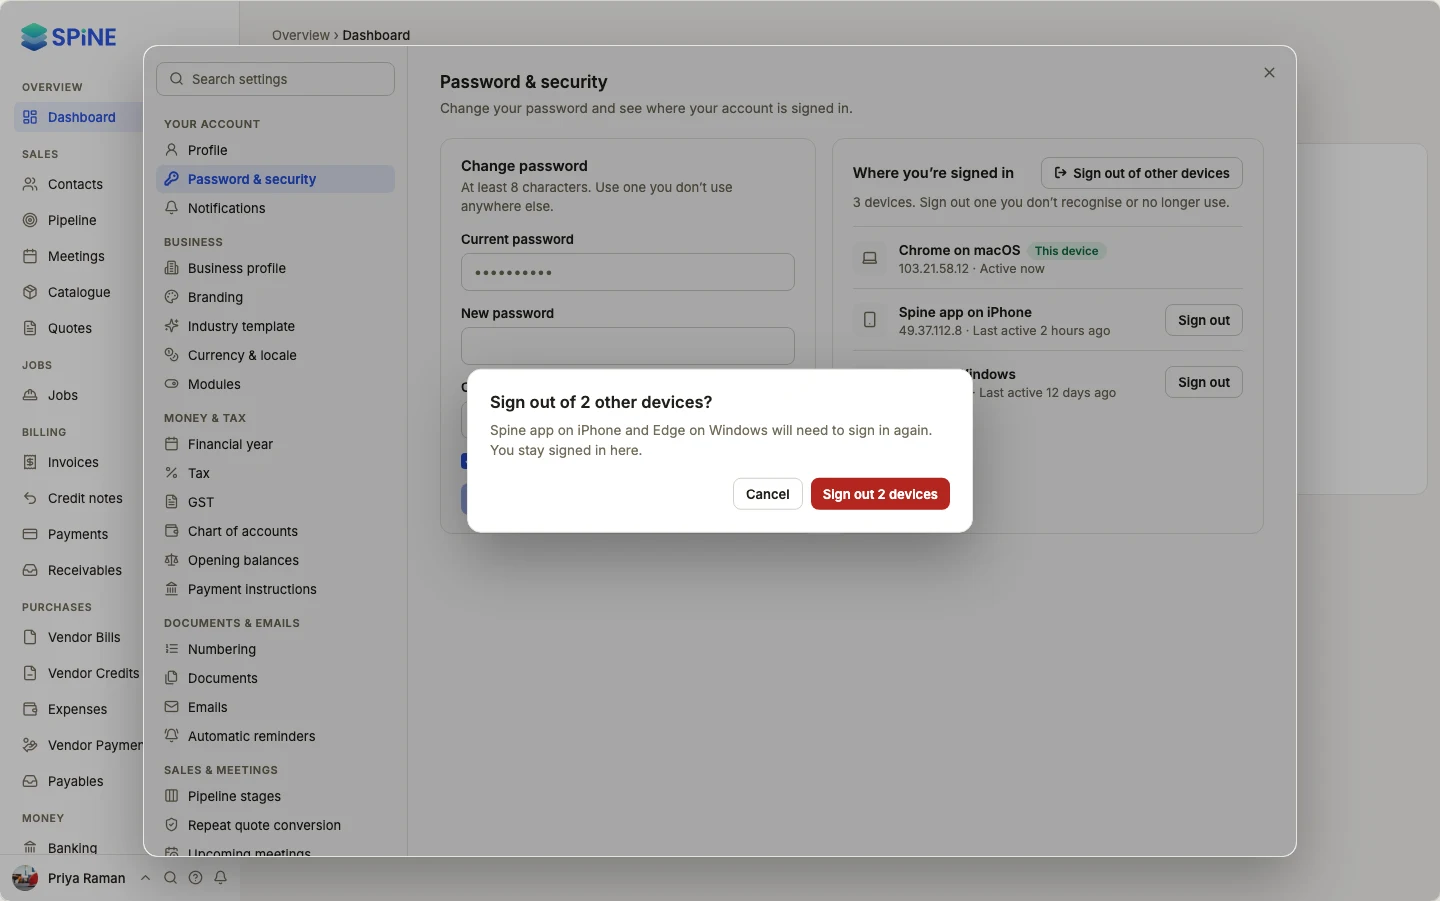 SPiNE
OVERVIEW
Dashboard
SALES
Contacts
Pipeline
Meetings
Catalogue
Quotes
JOBS
Jobs
BILLING
Invoices
Credit notes
Payments
Receivables
PURCHASES
Vendor Bills
Vendor Credits
Expenses
Vendor
Payables
MONEY
Banking
Priya Raman
Overview › Dashboard
Search settings
YOUR ACCOUNT
Profile
Password & security
Notifications
BUSINESS
Business profile
Branding
Industry template
Currency & locale
Modules
MONEY & TAX
Financial year
Tax
GST
Chart of accounts
Opening balances
Payment instructions
DOCUMENTS & EMAILS
Numbering
Documents
Emails
Automatic reminders
SALES & MEETINGS
Pipeline stages
Repeat quote conversion
Upcoming meetings
Password & security
Change your password and see where your account is signed in.
Change password
At least 8 characters. Use one you don’t use
anywhere else.
Current password
••••••••••
New password
Where you’re signed in
Sign out of other devices
3 devices. Sign out one you don’t recognise or no longer use.
Chrome on macOS This device
103.21.58.12 · Active now
Spine app on iPhone
49.37.112.8 · Last active 2 hours ago
Sign out
· Last active 12 days ago
Sign out
Sign out of 2 other devices?
Spine app on iPhone and Edge on Windows will need to sign in again.
You stay signed in here.
Cancel
Sign out 2 devices